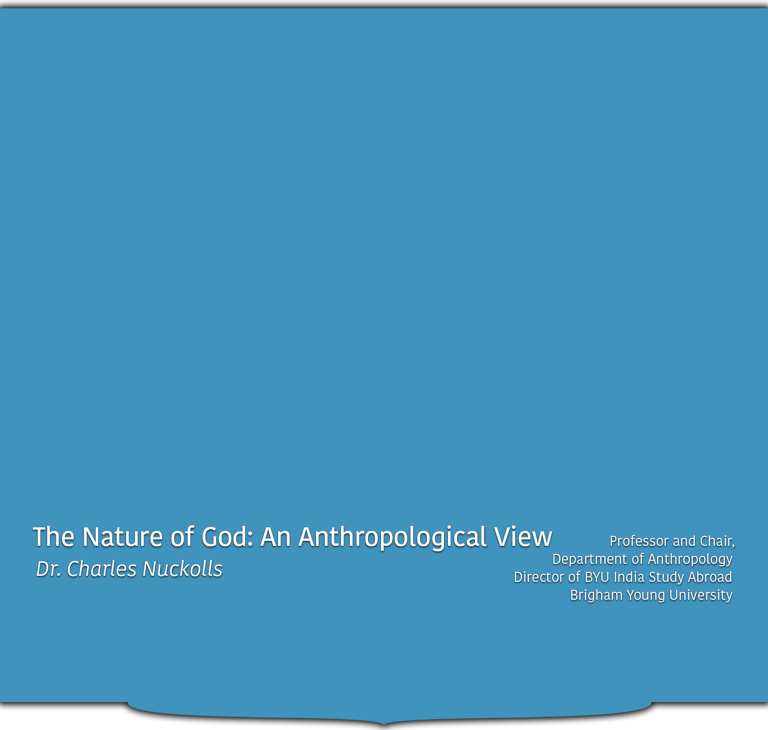 The Nature of God: An Anthropological View
Dr. Charles Nuckolls
Professor and Chair,
Department of Anthropology
Director of BYU India Study Abroad
Brigham Young University